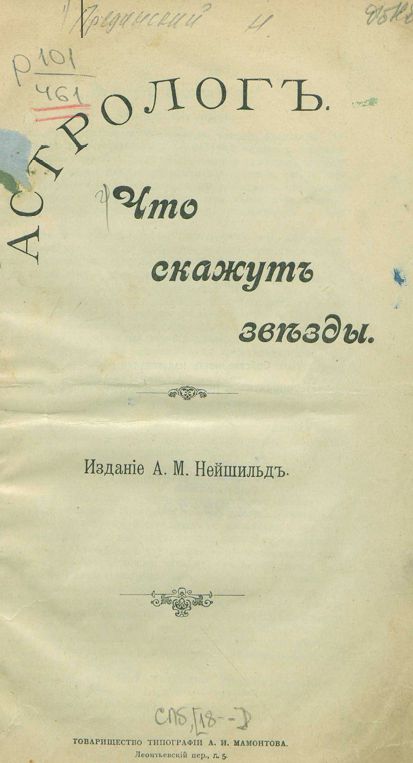 Р 101
461
АСТРОЛОГЪ.
Что
скажутъ
звѣзды.
Изданіе А. М. Нейшильдъ.
СПб, [18--]
ТОВАРИЩЕСТВО ТИПОГРАФІИ А. И. МАМОНТОВА.
Леонтьевскій пер., д. 5.